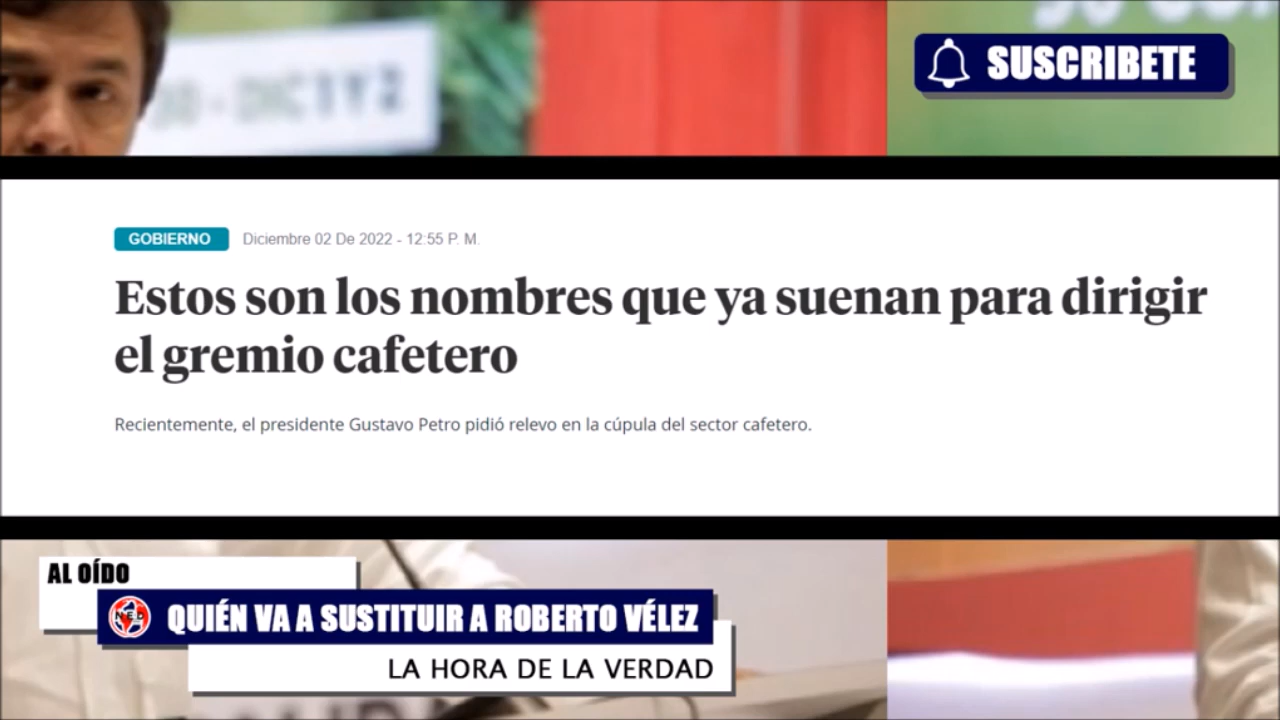 SUSCRIBETE
GOBIERNO Diciembre 02 De 2022 - 12:55 P. M.
Estos son los nombres que ya suenan para dirigir
el gremio cafetero
Recientemente, el presidente Gustavo Petro pidió relevo en la cúpula del sector cafetero.
AL OÍDO
QUIÉN VA A SUSTITUIR A ROBERTO VÉLEZ
LA HORA DE LA VERDAD